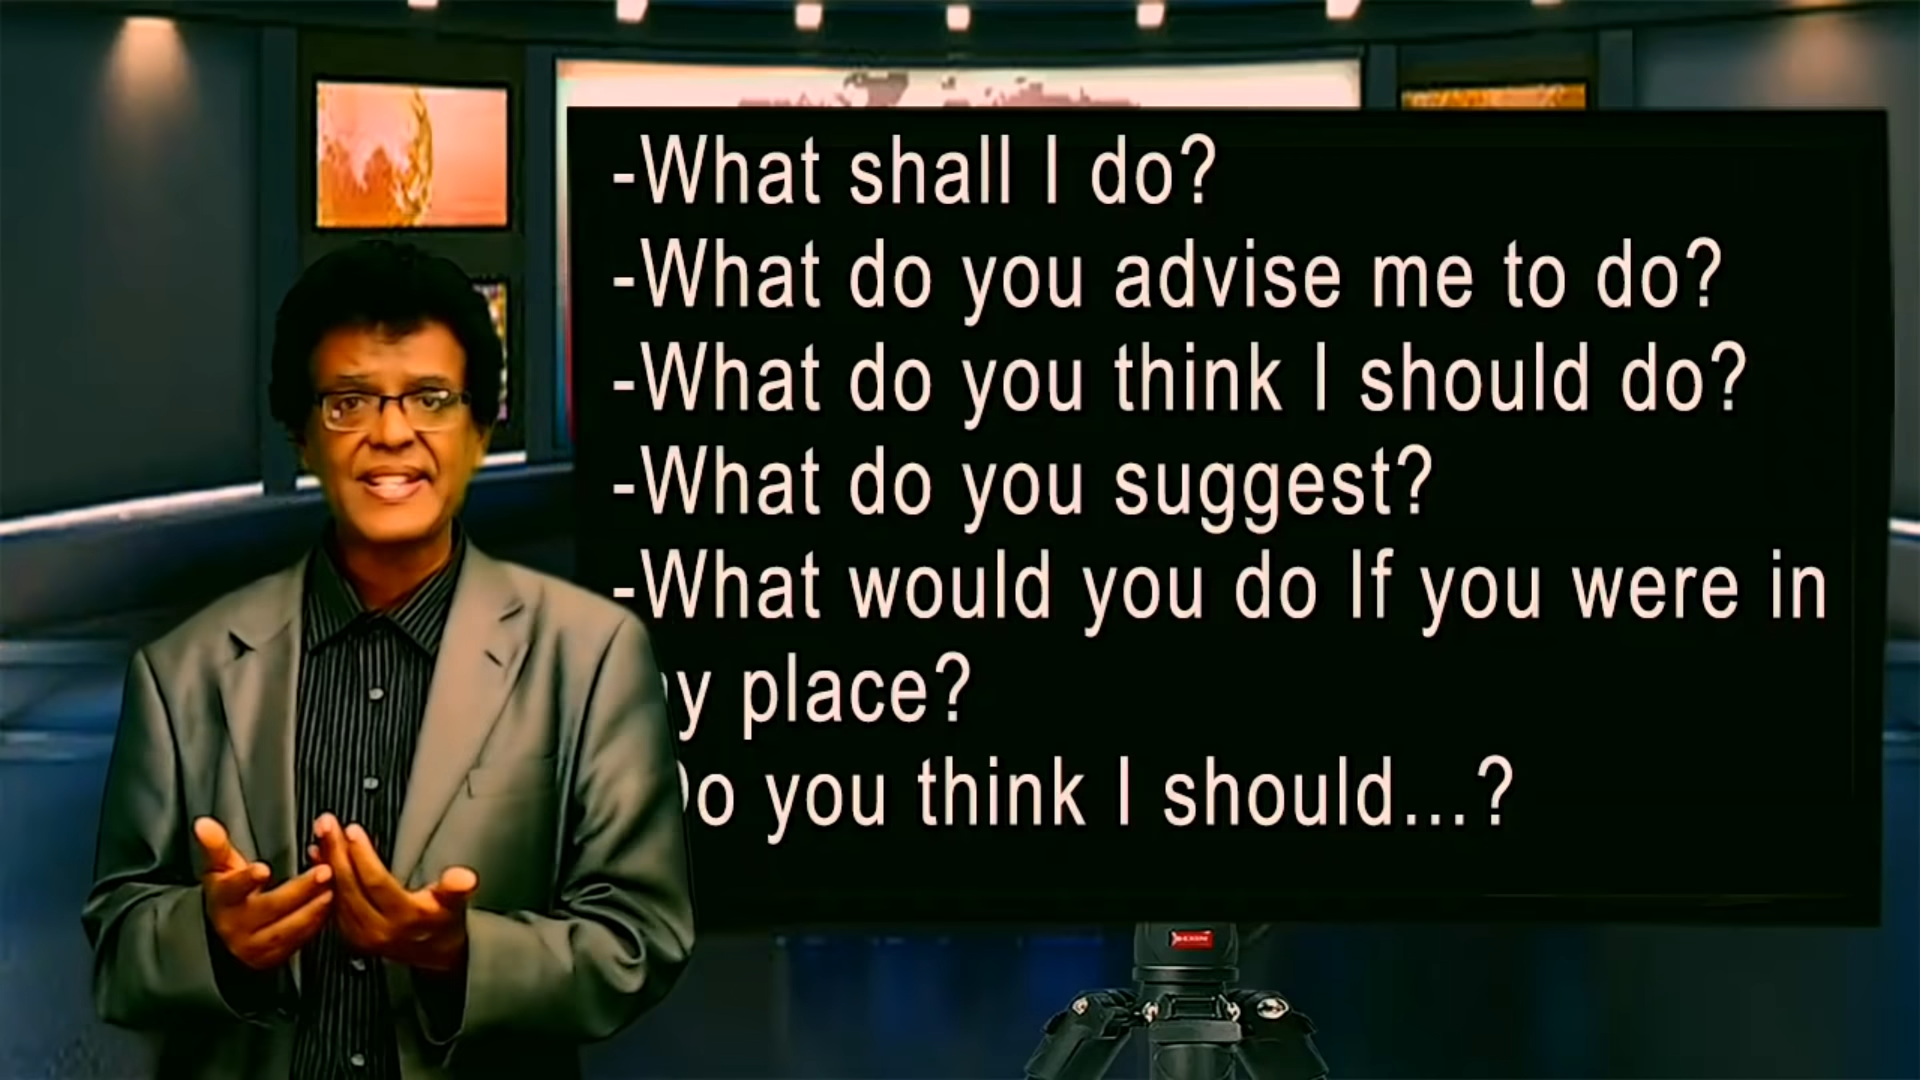 -What shall I do?
-What do you advise me to do?
-What do you think I should do?
-What do you suggest?
-What would you do If you were in
place?
you think I should...?